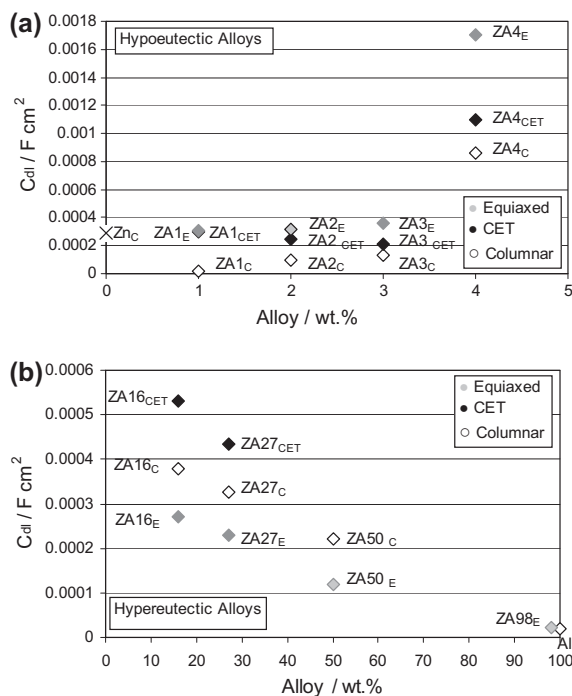 (a)
0.0018
0.0016
0.0014
0.0012
0.001
0.0008
0.0006
0.0004
0.0002
0
Cdl / F cm2
Hypoeutectic Alloys
ZA4E
ZA4CET
ZA4C
ZnC
ZA1E
ZA1CET
ZA1C
ZA2E
ZA2 CET
ZA2C
ZA3E
ZA3 CET
ZA3C
Equiaxed
CET
Columnar
0 1 2 3 4 5
Alloy / wt.%
(b)
0.0006
0.0005
0.0004
0.0003
0.0002
0.0001
0
Cdl / F cm2
Equiaxed
CET
Columnar
ZA16CET
ZA27CET
ZA16C
ZA27C
ZA16E
ZA27E
ZA50 C
ZA50 E
ZA98E
Al
Hypereutectic Alloys
0 10 20 30 40 50 60 70 80 90 100
Alloy / wt.%